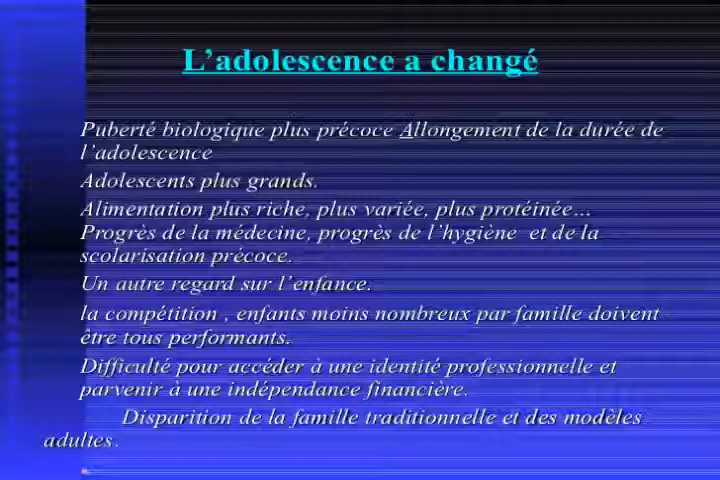 L’adolescence a changé
Puberté biologique plus précoce Allongement de la durée de
l’adolescence
Adolescents plus grands.
Alimentation plus riche, plus variée, plus protéinée…
Progrès de la médecine, progrès de l’hygiène et de la
scolarisation précoce.
Un autre regard sur l’enfance.
la compétition , enfants moins nombreux par famille doivent
être tous performants.
Difficulté pour accéder à une identité professionnelle et
parvenir à une indépendance financière.
Disparition de la famille traditionnelle et des modèles
adultes.